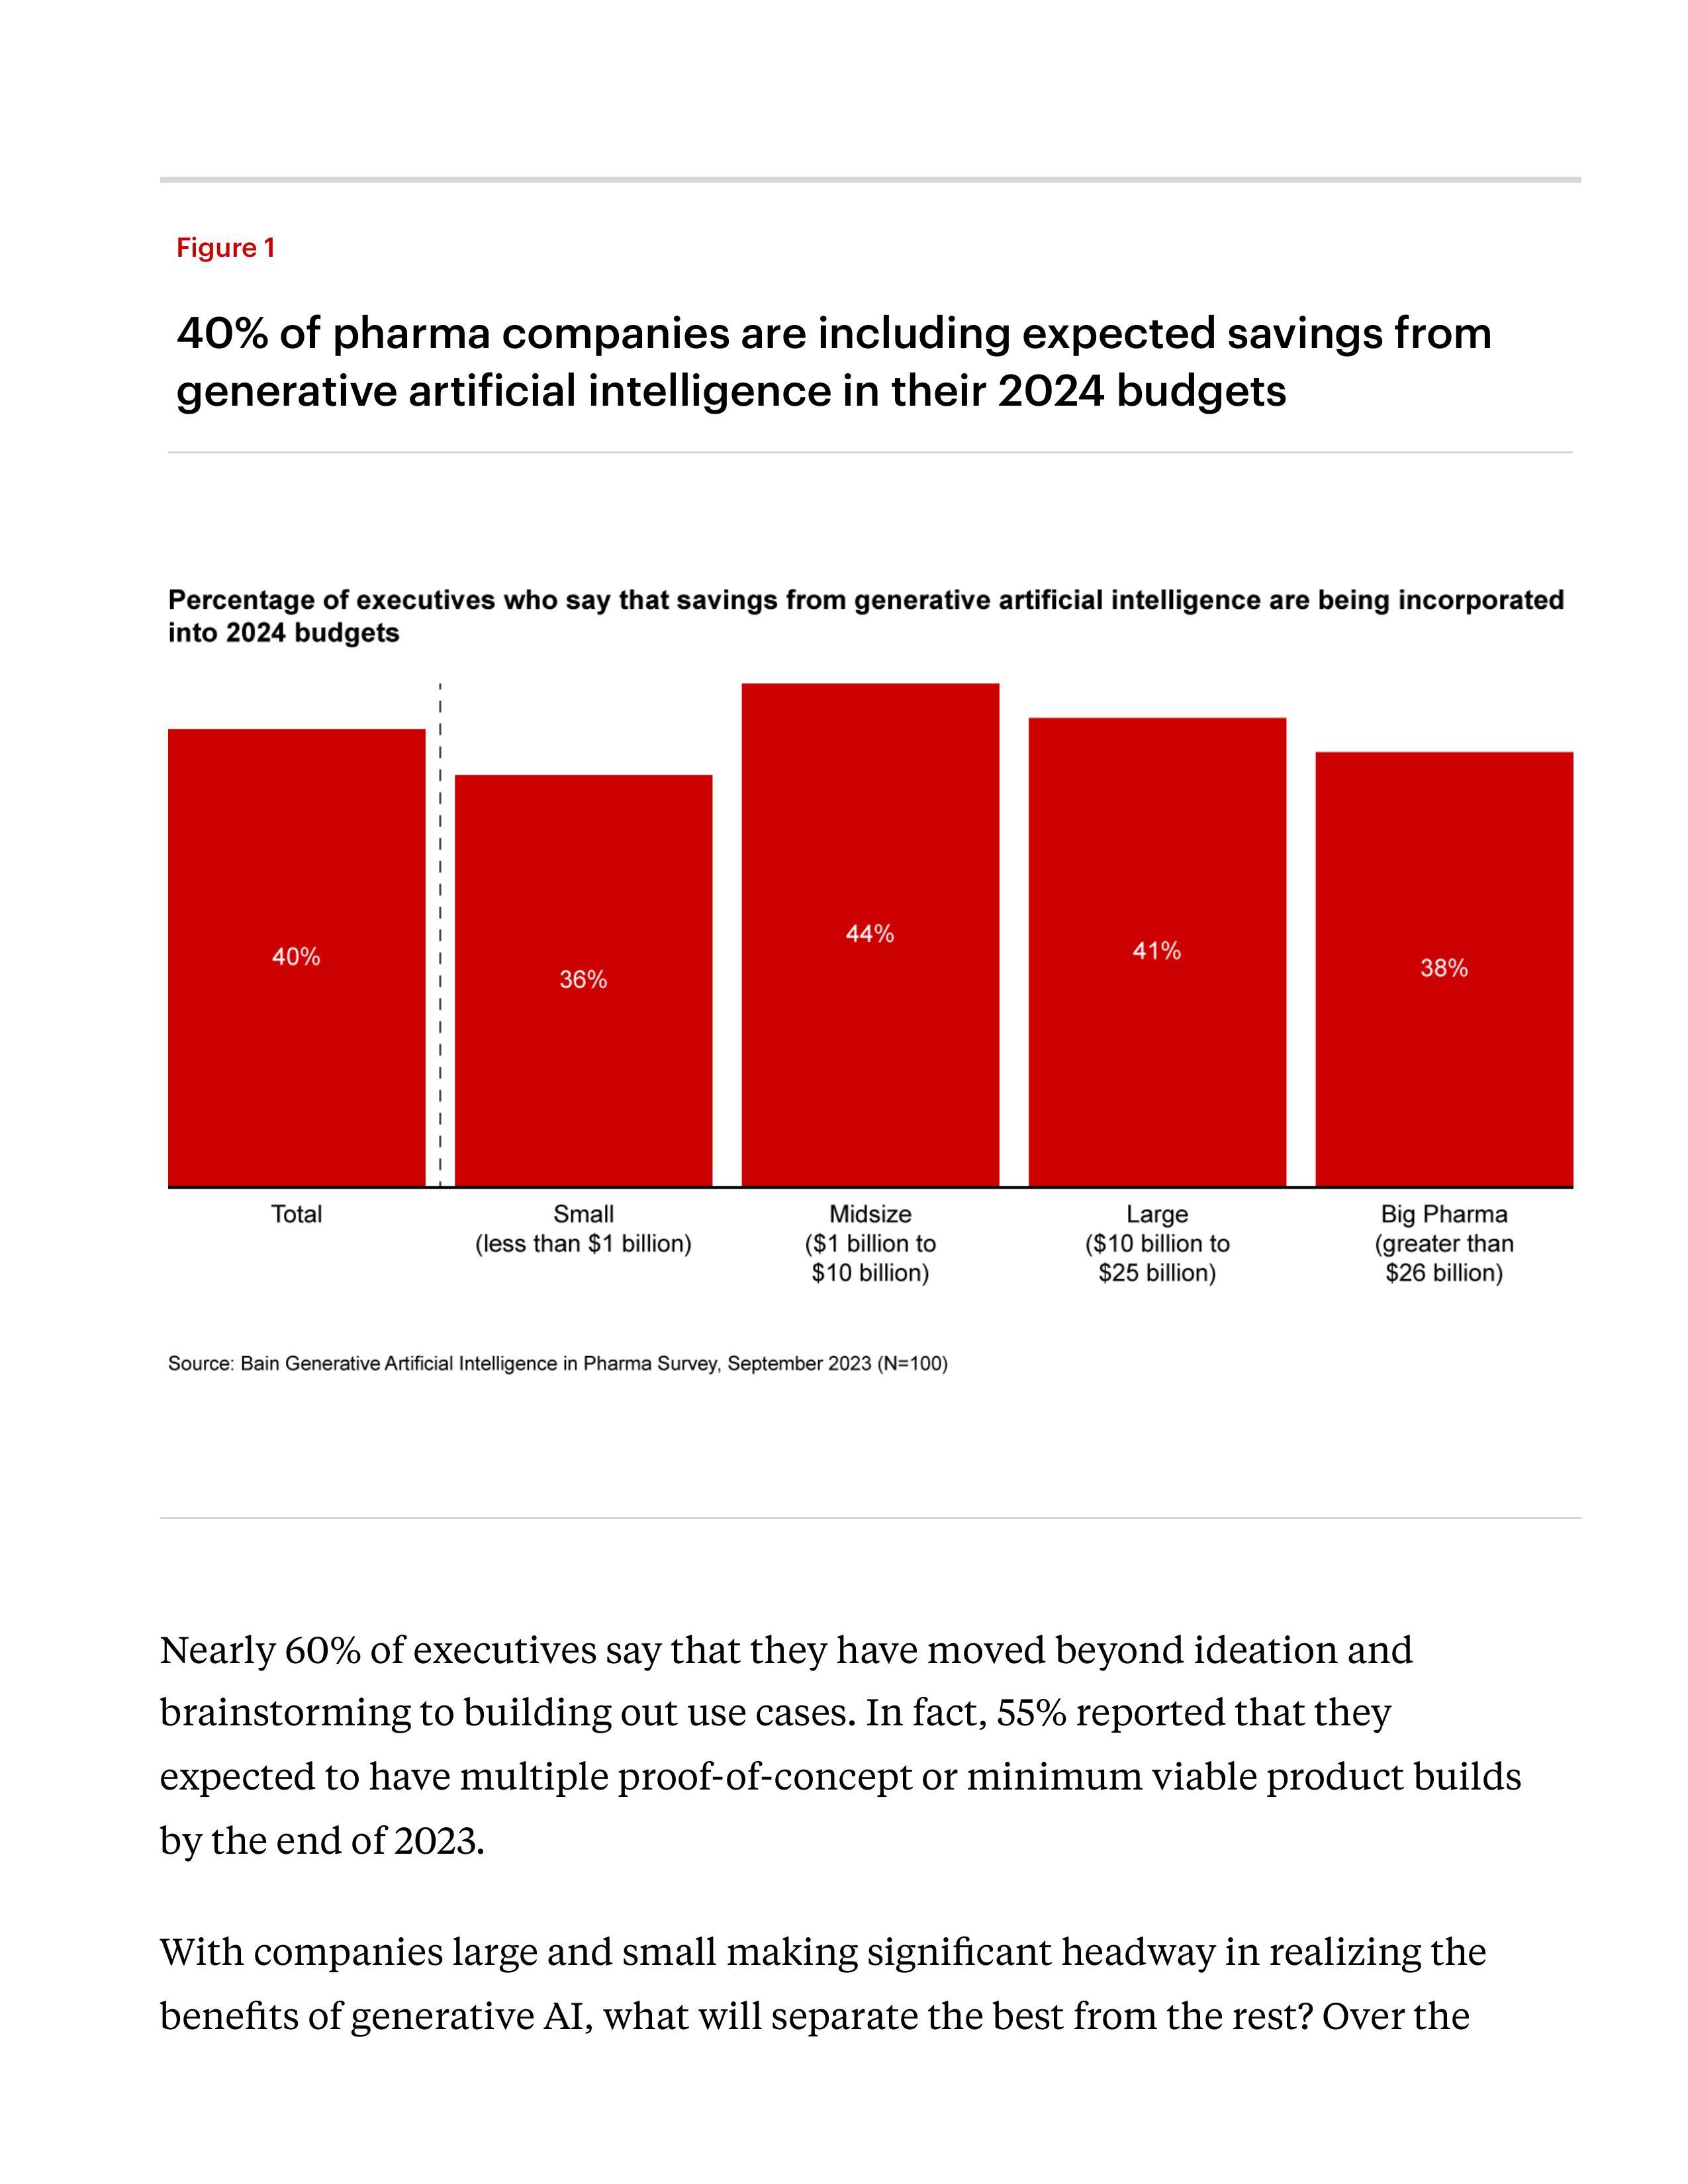 Figure 1
40% of pharma companies are including expected savings from
generative artificial intelligence in their 2024 budgets
Percentage of executives who say that savings from generative artificial intelligence are being incorporated
into 2024 budgets
40%
36%
44%
41%
38%
Total
Small
(less than $1 billion)
Midsize
($1 billion to
$10 billion)
Large
($10 billion to
$25 billion)
Big Pharma
(greater than
$26 billion)
Source: Bain Generative Artificial Intelligence in Pharma Survey, September 2023 (N=100)
Nearly 60% of executives say that they have moved beyond ideation and
brainstorming to building out use cases. In fact, 55% reported that they
expected to have multiple proof-of-concept or minimum viable product builds
by the end of 2023.
With companies large and small making significant headway in realizing the
benefits of generative AI, what will separate the best from the rest? Over the